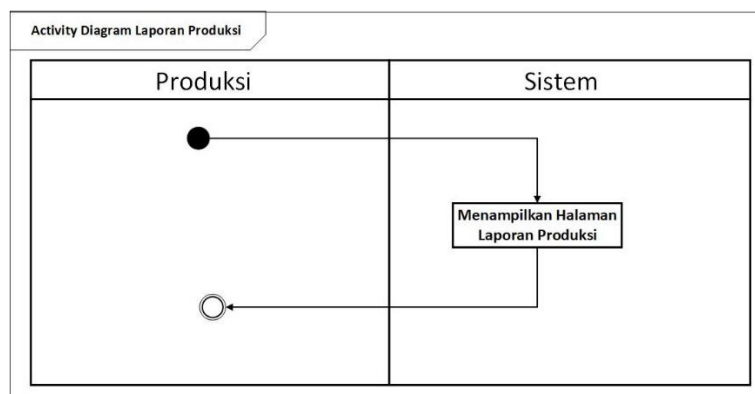 Activity Diagram Laporan Produksi
Produksi
Sistem
Menampilkan Halaman
Laporan Produksi